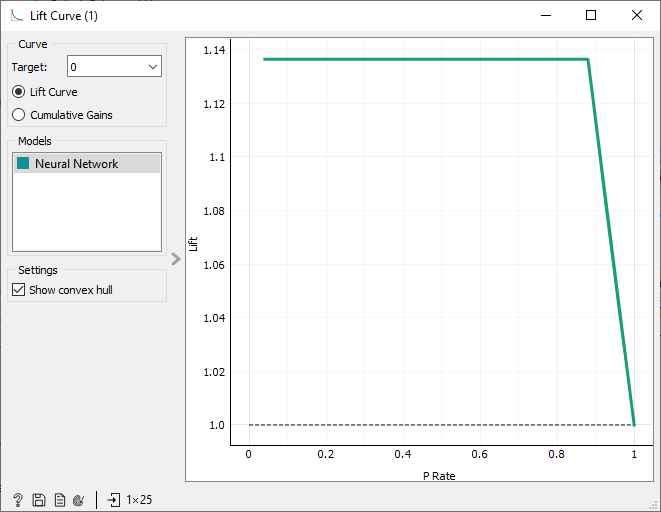 Lift Curve (1)
Curve
Target: 0
Lift Curve
Cumulative Gains
Models
Neural Network
Settings
Show convex hull
1.14
1.12
1.1
1.08
1.06
1.04
1.02
1.0
Lift
0 0.2 0.4 0.6 0.8 1
P Rate
? 1×25